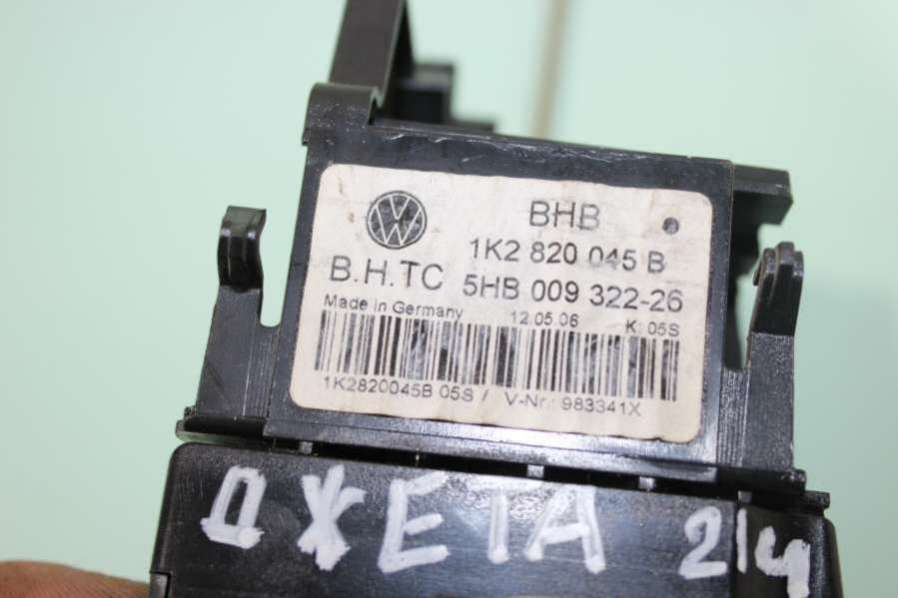 BHB
1K2 820 045 B
B.H.TC 5HB 009 322-26
Made in Germany 12.05.06 K: 05S
1K2820045B 05S / V-Nr.: 983341X
ДЖЕТА 214